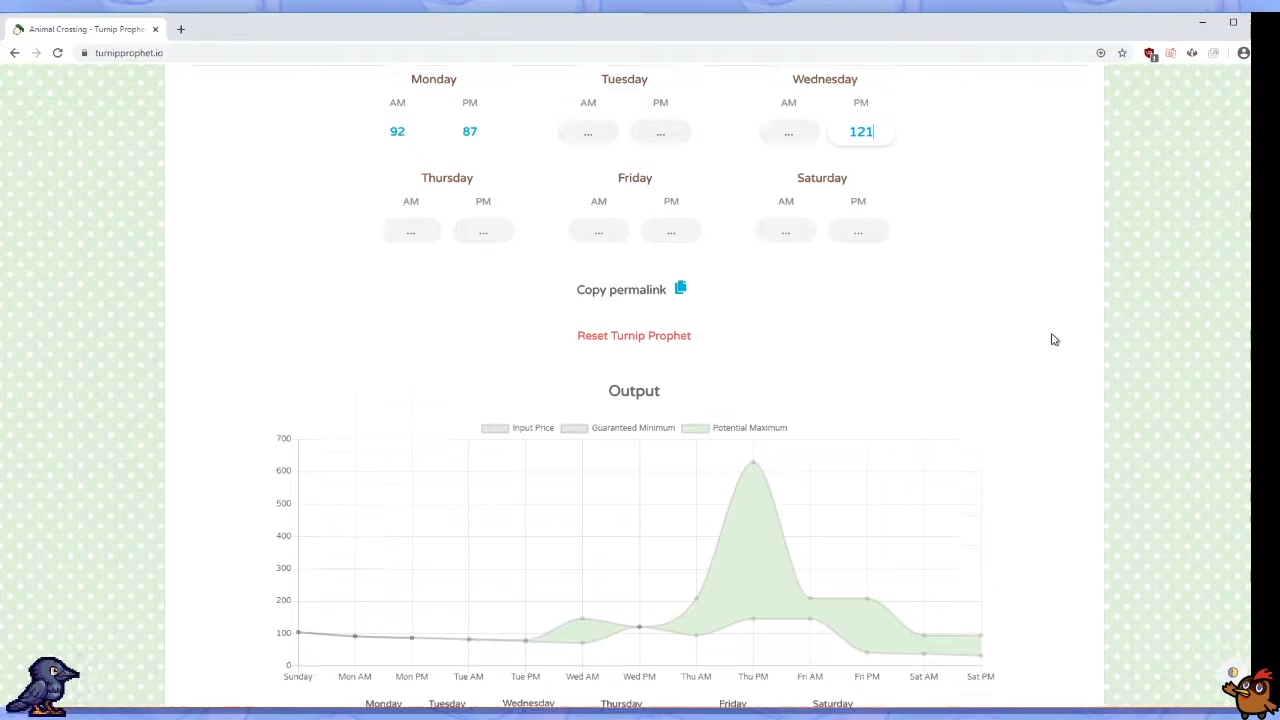 Animal Crossing - Turnip Prophe
turnipprophet.io
1
Monday Tuesday Wednesday
AM PM AM PM AM PM
92 87 ... ... ... 121
Thursday Friday Saturday
AM PM AM PM AM PM
... ... ... ... ... ...
Copy permalink
Reset Turnip Prophet
Output
Input Price Guaranteed Minimum Potential Maximum
700
600
500
400
300
200
100
0
Sunday Mon AM Mon PM Tue AM Tue PM Wed AM Wed PM Thu AM Thu PM Fri AM Fri PM Sat AM Sat PM
Monday Tuesday Wednesday Thursday Friday Saturday